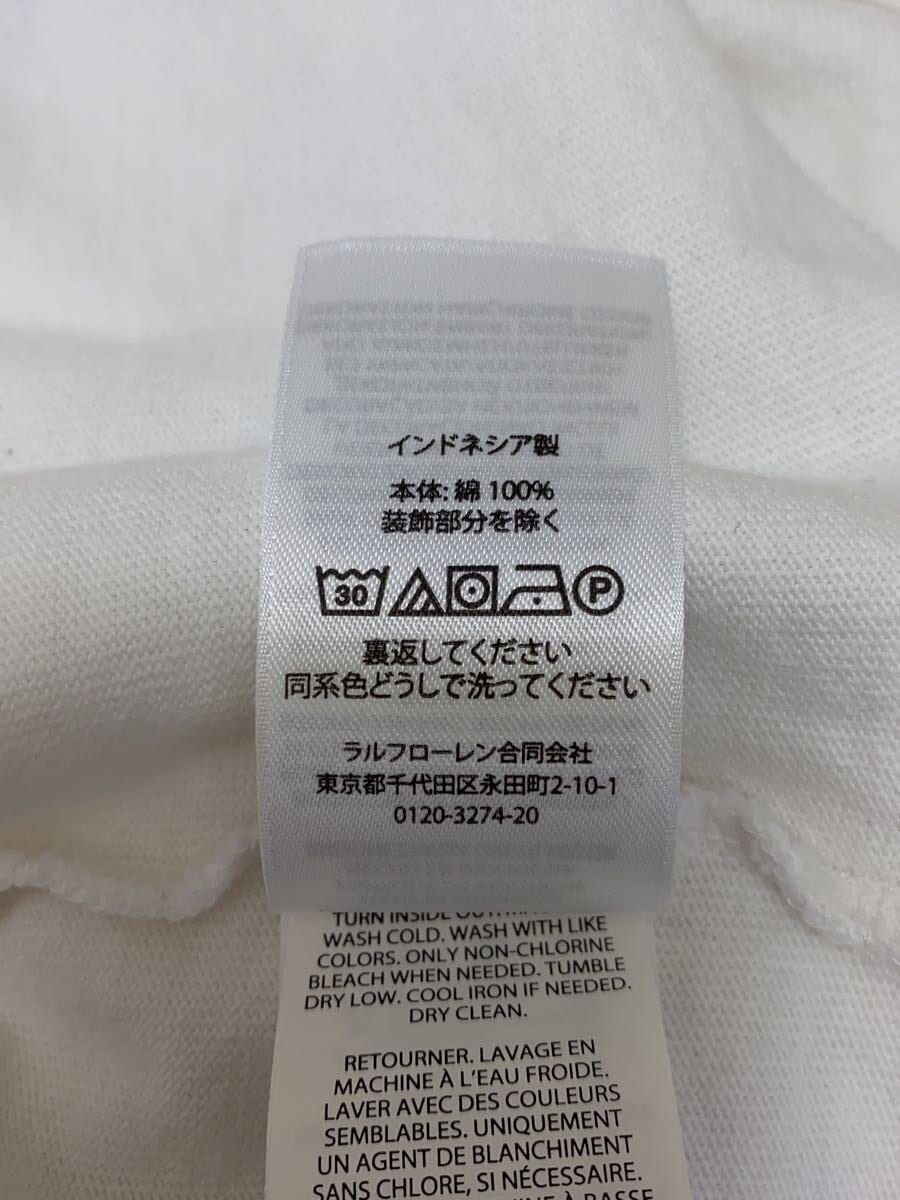 インドネシア製
本体: 綿 100%
装飾部分を除く
30 P
裏返してください
同系色どうしで洗ってください
ラルフローレン合同会社
東京都千代田区永田町2-10-1
0120-3274-20
TURN INSIDE
WASH COLD. WASH WITH LIKE
COLORS. ONLY NON-CHLORINE
BLEACH WHEN NEEDED. TUMBLE
DRY LOW. COOL IRON IF NEEDED.
DRY CLEAN.
RETOURNER. LAVAGE EN
MACHINE À L'EAU FROIDE.
LAVER AVEC DES COULEURS
SEMBLABLES. UNIQUEMENT
UN AGENT DE BLANCHIMENT
SANS CHLORE, SI NÉCESSAIRE.
À BASSE